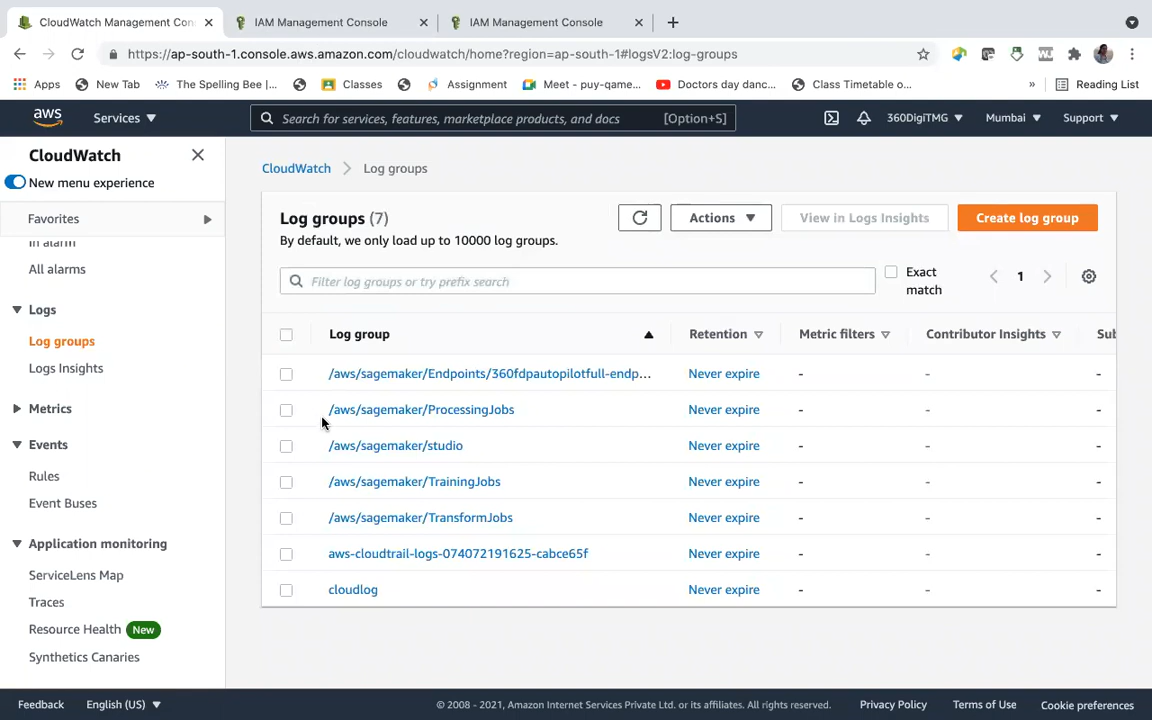 CloudWatch Management Con
IAM Management Console
IAM Management Console
https://ap-south-1.console.aws.amazon.com/cloudwatch/home?region=ap-south-1#logsV2:log-groups
Apps
New Tab
The Spelling Bee |...
Classes
Assignment
Meet - puy-game...
Doctors day danc...
Class Timetable o...
»
Reading List
aws
Services
Search for services, features, marketplace products, and docs
[Option+S]
360DigiTMG
Mumbai
Support
CloudWatch
New menu experience
Favorites
In alarm
All alarms
Logs
Log groups
Logs Insights
Metrics
Events
Rules
Event Buses
Application monitoring
ServiceLens Map
Traces
Resource Health New
Synthetics Canaries
CloudWatch
Log groups
Log groups (7)
By default, we only load up to 10000 log groups.
Actions
View in Logs Insights
Create log group
Filter log groups or try prefix search
Exact match
1
Log group
Retention
Metric filters
Contributor Insights
Sub
/aws/sagemaker/Endpoints/360fdpautopilotfull-endp... Never expire - - -
/aws/sagemaker/ProcessingJobs Never expire - - -
/aws/sagemaker/studio Never expire - - -
/aws/sagemaker/TrainingJobs Never expire - - -
/aws/sagemaker/TransformJobs Never expire - - -
aws-cloudtrail-logs-074072191625-cabce65f Never expire - - -
cloudlog Never expire - - -
Feedback
English (US)
© 2008 - 2021, Amazon Internet Services Private Ltd. or its affiliates. All rights reserved.
Privacy Policy
Terms of Use
Cookie preferences